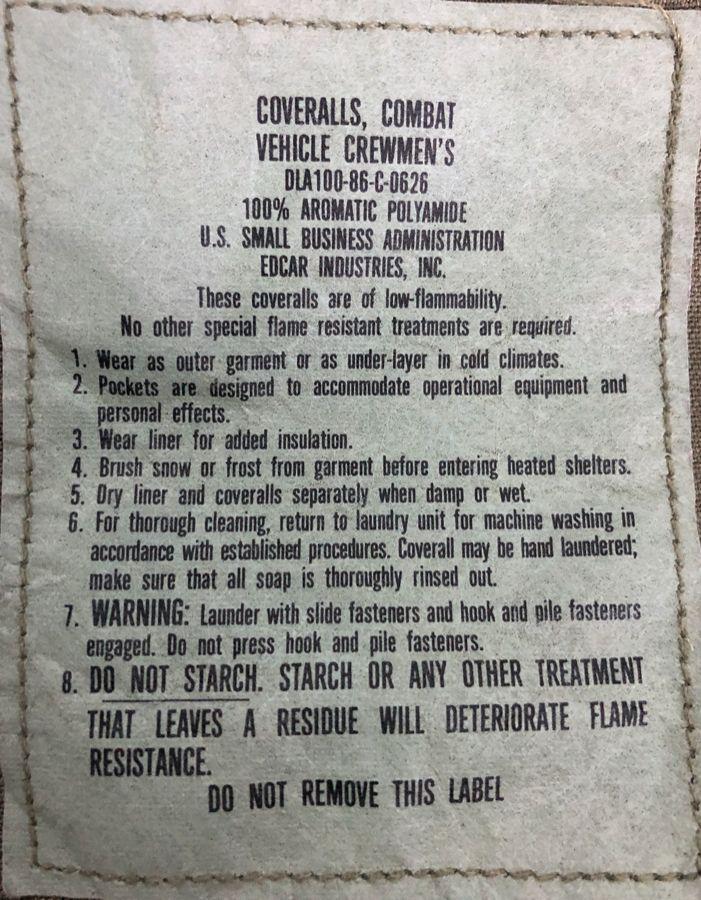 COVERALLS, COMBAT
VEHICLE CREWMEN'S
DLA100-86-C-0626
100% AROMATIC POLYAMIDE
U.S. SMALL BUSINESS ADMINISTRATION
EDCAR INDUSTRIES, INC.
These coveralls are of low-flammability.
No other special flame resistant treatments are required.
1. Wear as outer garment or as under-layer in cold climates.
2. Pockets are designed to accommodate operational equipment and
personal effects.
3. Wear liner for added insulation.
4. Brush snow or frost from garment before entering heated shelters.
5. Dry liner and coveralls separately when damp or wet.
6. For thorough cleaning, return to laundry unit for machine washing in
accordance with established procedures. Coverall may be hand laundered;
make sure that all soap is thoroughly rinsed out.
7. WARNING: Launder with slide fasteners and hook and pile fasteners
engaged. Do not press hook and pile fasteners.
8. DO NOT STARCH. STARCH OR ANY OTHER TREATMENT
THAT LEAVES A RESIDUE WILL DETERIORATE FLAME
RESISTANCE.
DO NOT REMOVE THIS LABEL